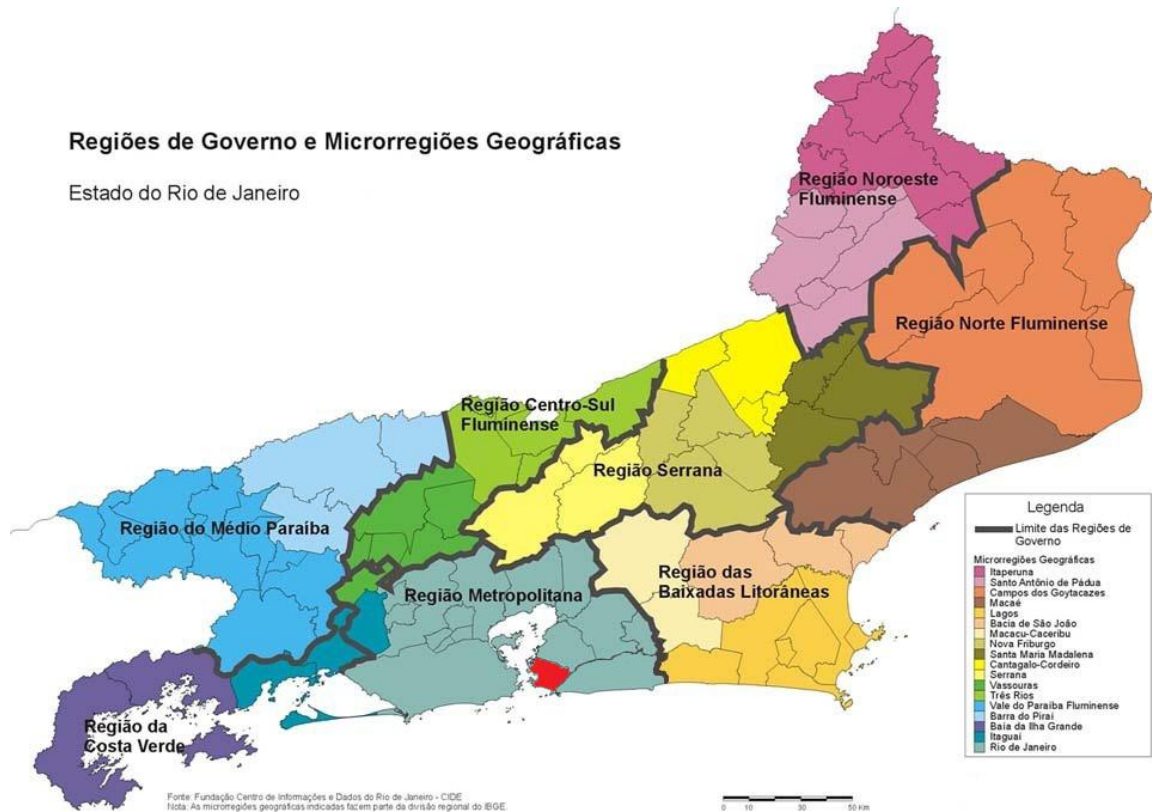 Regiões de Governo e Microrregiões Geográficas
Estado do Rio de Janeiro
Região Noroeste
Fluminense
Região Norte Fluminense
Região Centro-Sul
Fluminense
Região Serrana
Região do Médio Paraíba
Região das
Baixadas Litorâneas
Região Metropolitana
Região da
Costa Verde
Legenda
Limite das Regiões de
Governo
Microrregiões Geográficas
Itaperuna
Santo Antônio de Pádua
Campos dos Goytacazes
Macaé
Lagos
Bacia de São João
Macacu-Caceribu
Nova Friburgo
Santa Maria Madalena
Cantagalo-Cordeiro
Serrana
Vassouras
Três Rios
Vale do Paraíba Fluminense
Barra do Piraí
Baía da Ilha Grande
Itaguaí
Rio de Janeiro
Fonte: Fundação Centro de Informações e Dados do Rio de Janeiro - CIDE
Nota: As microrregiões geográficas indicadas fazem parte da divisão regional do IBGE.
0 10 20 30 40 50 Km